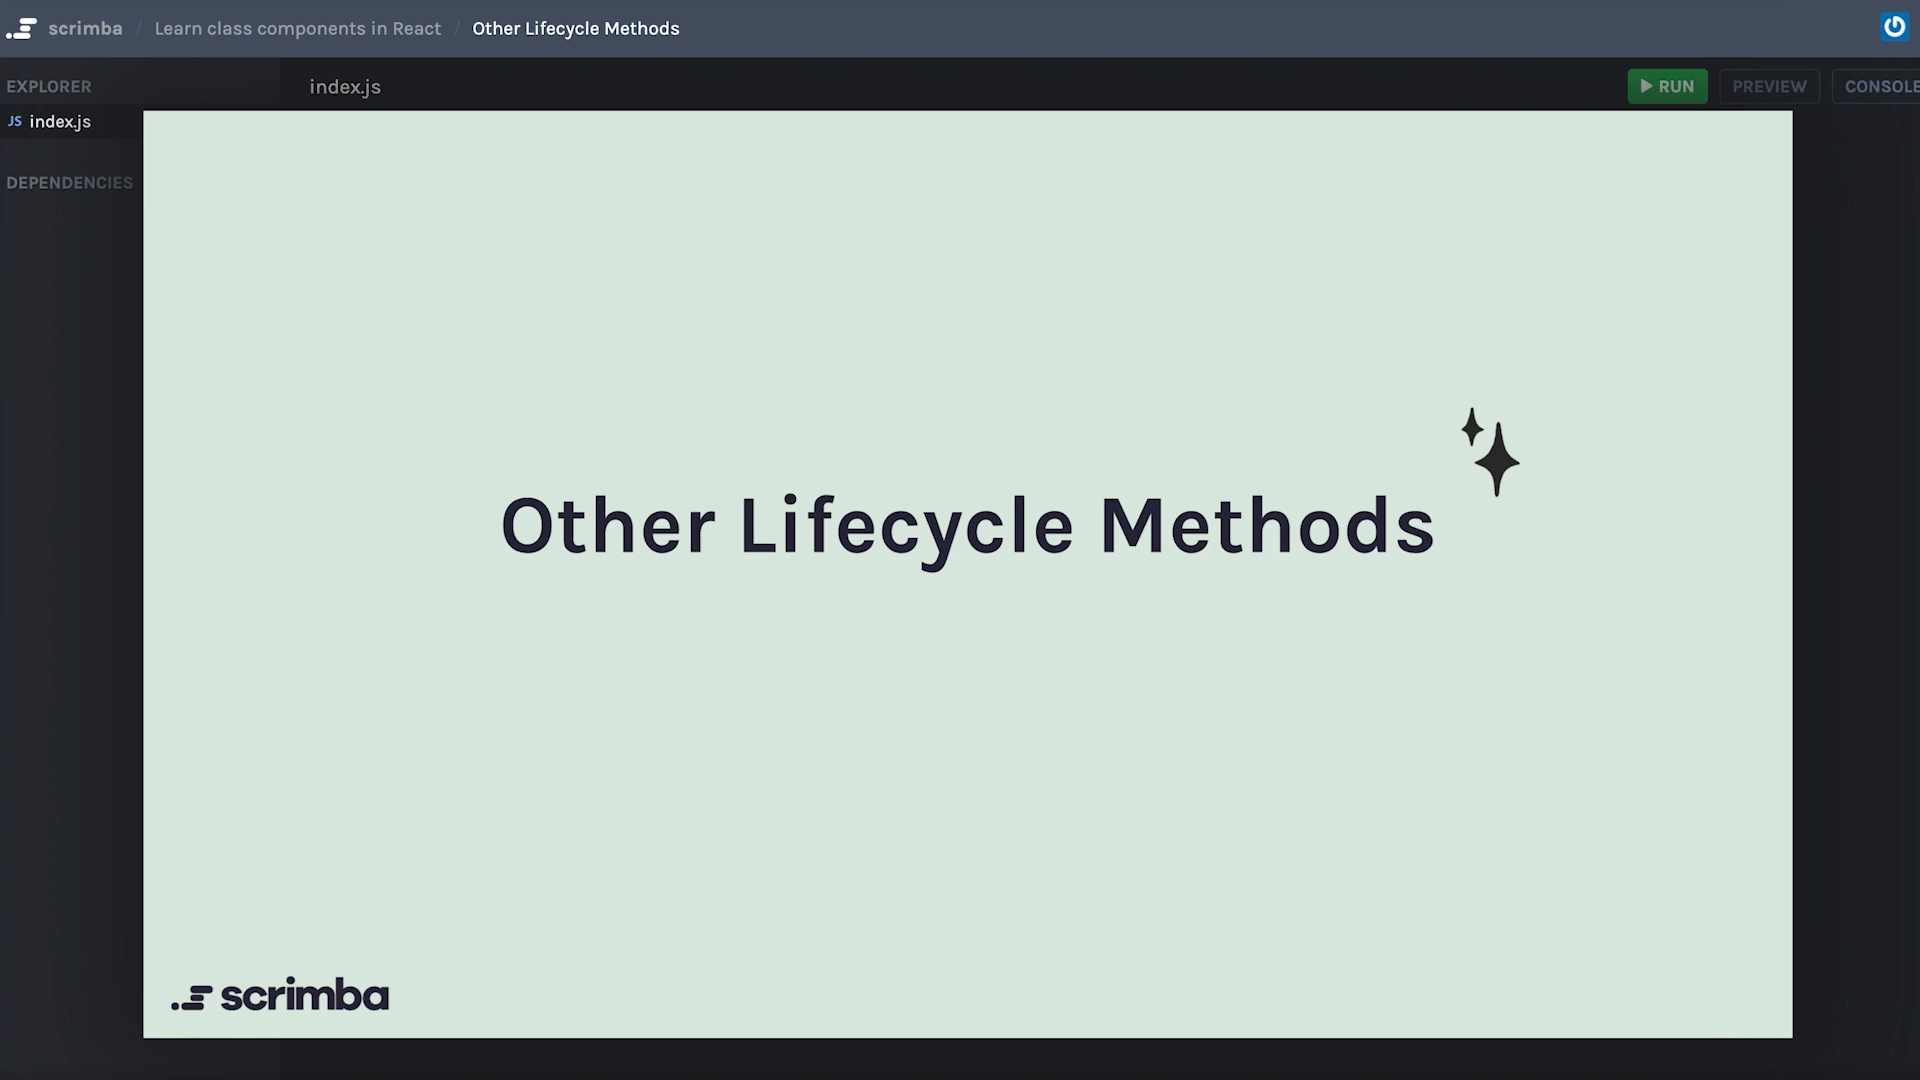 scrimba / Learn class components in React / Other Lifecycle Methods
EXPLORER
index.js
RUN
PREVIEW
CONSOLE
JS index.js
DEPENDENCIES
Other Lifecycle Methods
scrimba